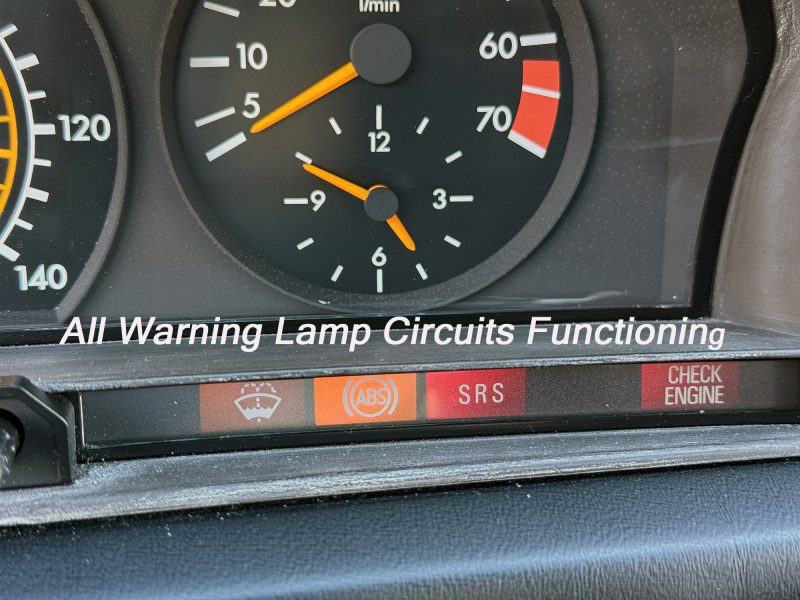 l/min
20
10
5
60
70
120
140
12
9
3
6
All Warning Lamp Circuits Functioning
ABS
SRS
CHECK
ENGINE